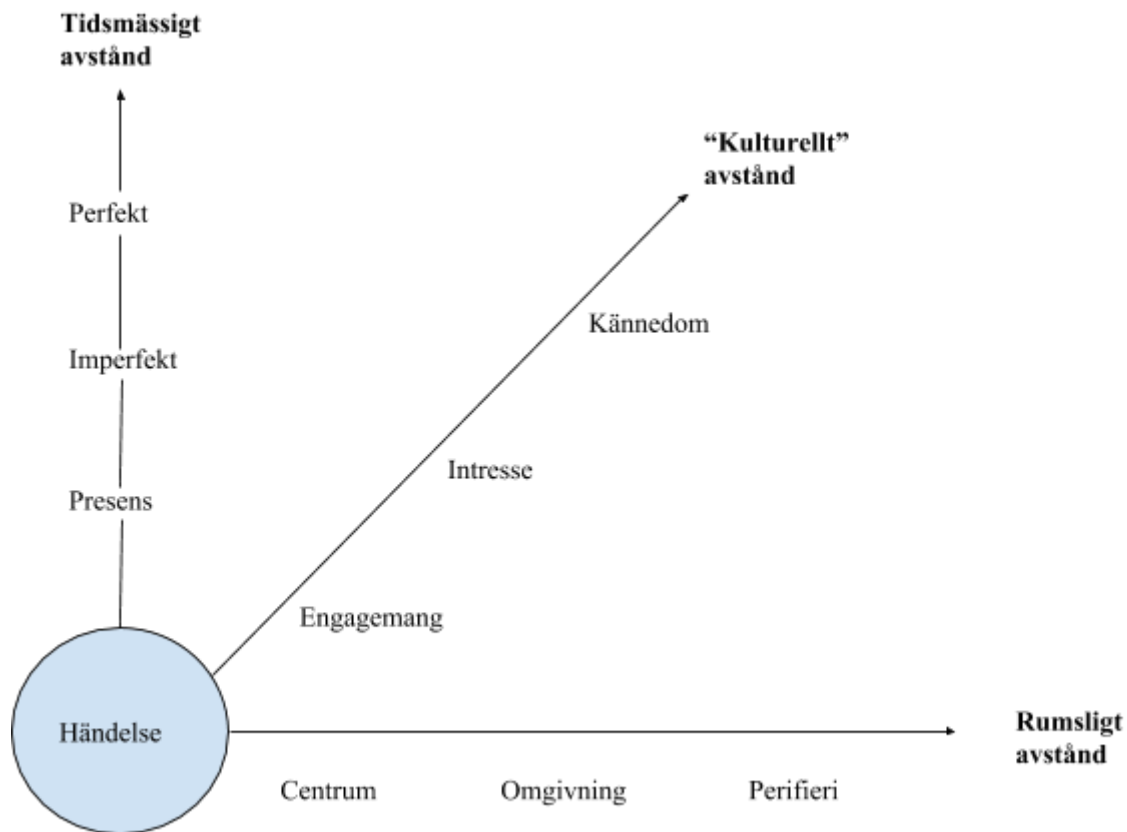 Tidsmässigt
avstånd
“Kulturellt”
avstånd
Perfekt
Kännedom
Imperfekt
Intresse
Presens
Engagemang
Händelse
Rumsligt
avstånd
Centrum
Omgivning
Perifieri